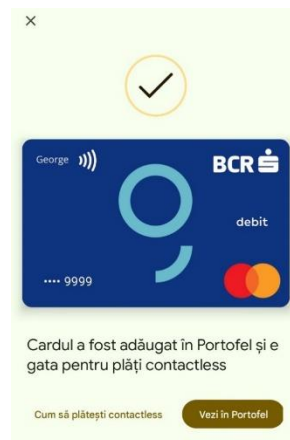 George
BCR
debit
•••• 9999
Cardul a fost adăugat în Portofel și e
gata pentru plăți contactless
Cum să plătești contactless
Vezi în Portofel